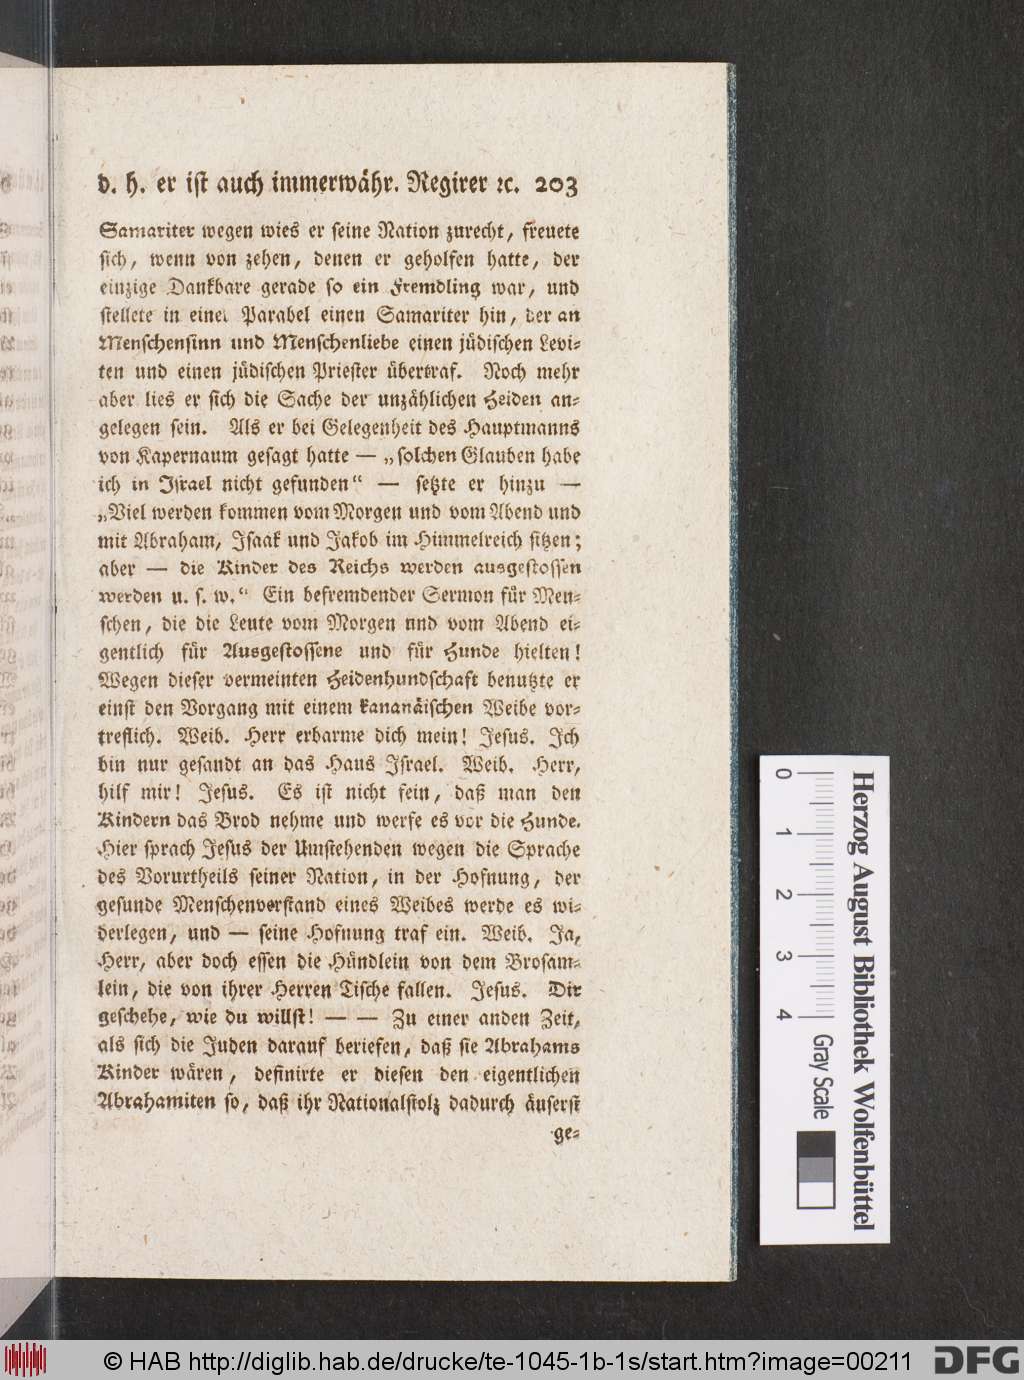 d. h. er ist auch immerwähr. Regirer ꝛc. 203
Samariter wegen wies er seine Nation zurecht, freuete
sich, wenn von zehen, denen er geholfen hatte, der
einzige Dankbare gerade so ein Fremdling war, und
stellete in einer Parabel einen Samariter hin, der an
Menschensinn und Menschenliebe einen jüdischen Levi-
ten und einen jüdischen Priester übertraf. Noch mehr
aber lies er sich die Sache der unzählichen Heiden an-
gelegen sein. Als er bei Gelegenheit des Hauptmanns
von Kapernaum gesagt hatte — „solchen Glauben habe
ich in Israel nicht gefunden“ — setzte er hinzu —
„Viel werden kommen vom Morgen und vom Abend und
mit Abraham, Isaak und Jakob im Himmelreich sitzen;
aber — die Kinder des Reichs werden ausgestossen
werden u. s. w.“ Ein befremdender Sermon für Men-
schen, die die Leute vom Morgen nnd vom Abend ei-
gentlich für Ausgestossene und für Hunde hielten!
Wegen dieser vermeinten Heidenhundschaft benutzte er
einst den Vorgang mit einem kananäischen Weibe vor-
treflich. Weib. Herr erbarme dich mein! Jesus. Ich
bin nur gesandt an das Haus Israel. Weib. Herr,
hilf mir! Jesus. Es ist nicht fein, daß man den
Kindern das Brod nehme und werfe es vor die Hunde.
Hier sprach Jesus der Umstehenden wegen die Sprache
des Vorurtheils seiner Nation, in der Hofnung, der
gesunde Menschenverstand eines Weibes werde es wi-
derlegen, und — seine Hofnung traf ein. Weib. Ja,
Herr, aber doch essen die Hündlein von dem Brosam-
lein, die von ihrer Herren Tische fallen. Jesus. Dir
geschehe, wie du willst! — — Zu einer anden Zeit,
als sich die Juden darauf beriefen, daß sie Abrahams
Kinder wären, definirte er diesen den eigentlichen
Abrahamiten so, daß ihr Nationalstolz dadurch äuserst
ge-
Herzog August Bibliothek Wolfenbüttel
0 1 2 3 4 Gray Scale
© HAB http://diglib.hab.de/drucke/te-1045-1b-1s/start.htm?image=00211
DFG